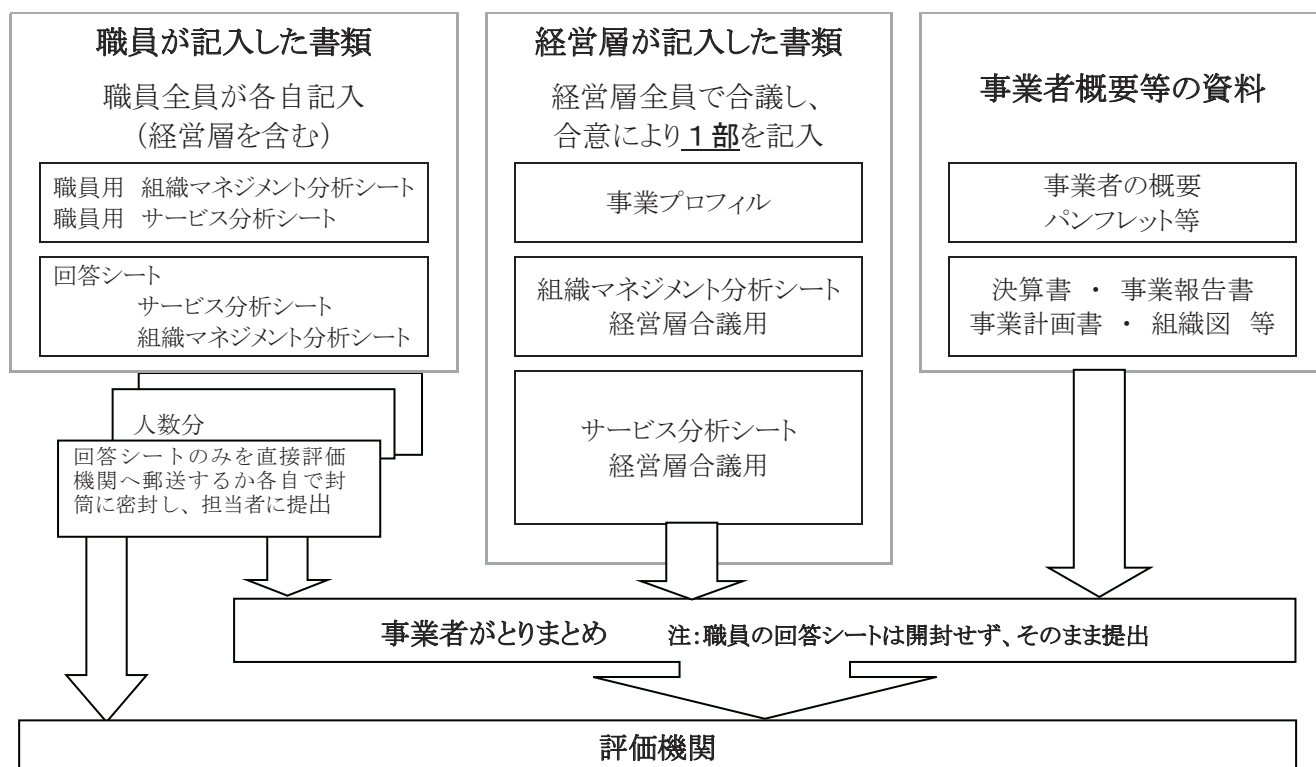 職員が記入した書類
職員全員が各自記入
(経営層を含む)
職員用 組織マネジメント分析シート
職員用 サービス分析シート
回答シート
サービス分析シート
組織マネジメント分析シート
人数分
回答シートのみを直接評価
機関へ郵送するか各自で封
筒に密封し、担当者に提出
経営層が記入した書類
経営層全員で合議し、
合意により１部を記入
事業プロフィル
組織マネジメント分析シート
経営層合議用
サービス分析シート
経営層合議用
事業者概要等の資料
事業者の概要
パンフレット等
決算書 ・ 事業報告書
事業計画書 ・ 組織図 等
事業者がとりまとめ 注：職員の回答シートは開封せず、そのまま提出
評価機関